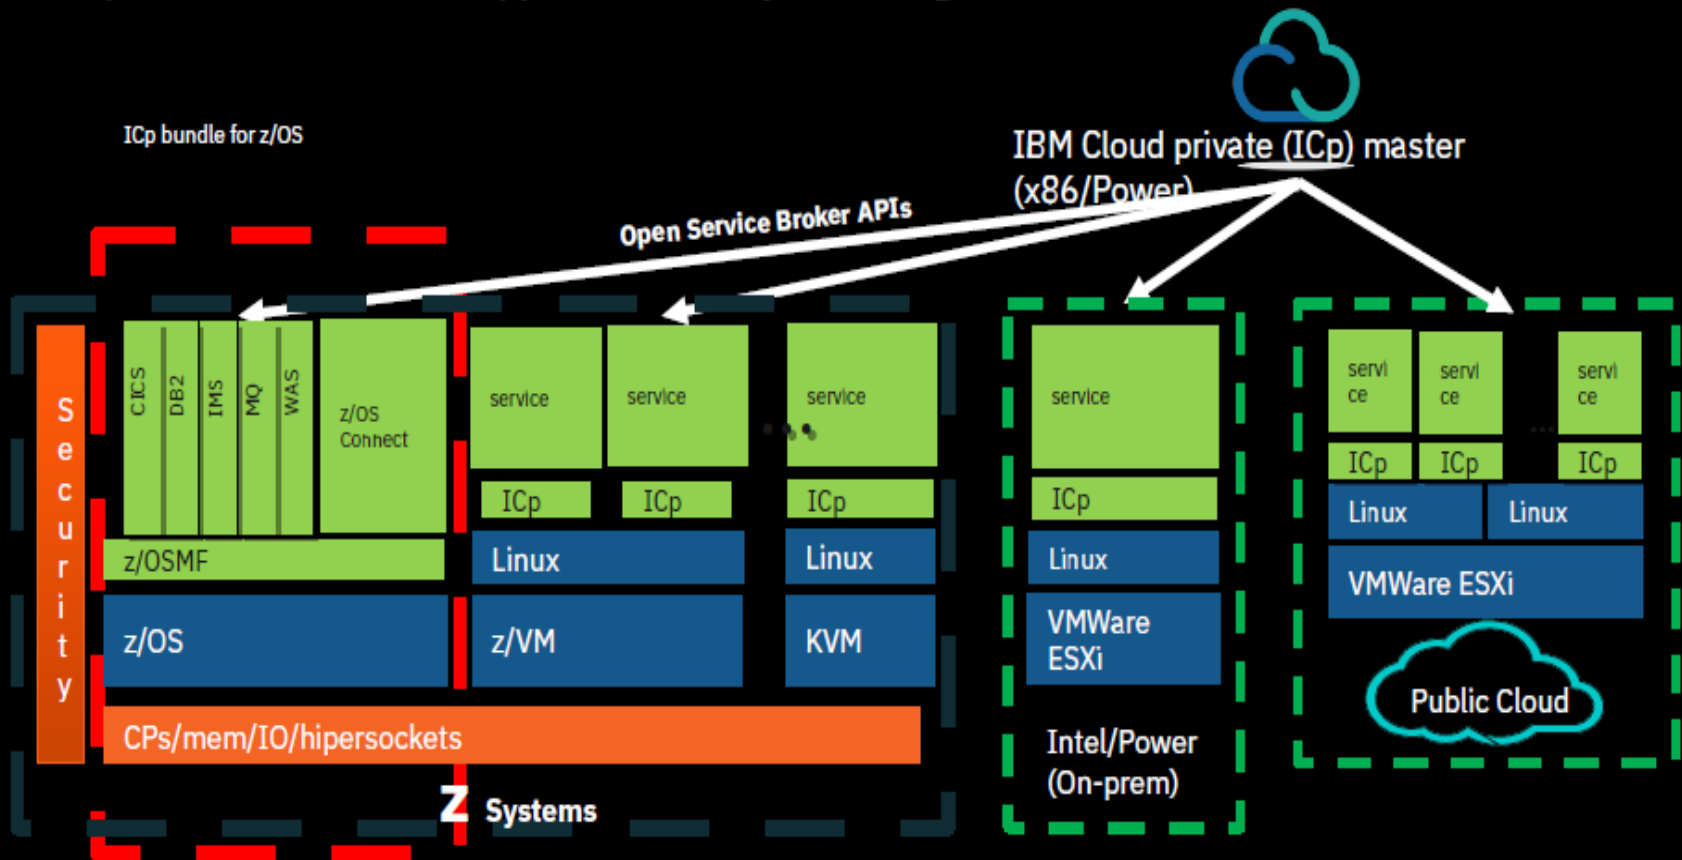 ICp bundle for z/OS
IBM Cloud private (ICp) master
(x86/Power)
Open Service Broker APIs
Security
CICS
DB2
IMS
MQ
WAS
z/OS
Connect
service
service
service
service
servi
ce
servi
ce
...
servi
ce
ICp
ICp
ICp
ICp
ICp
ICp
ICp
z/OSMF
Linux
Linux
Linux
Linux
Linux
z/OS
z/VM
KVM
VMWare
ESXi
VMWare ESXi
Public Cloud
CPs/mem/IO/hipersockets
Intel/Power
(On-prem)
Z Systems